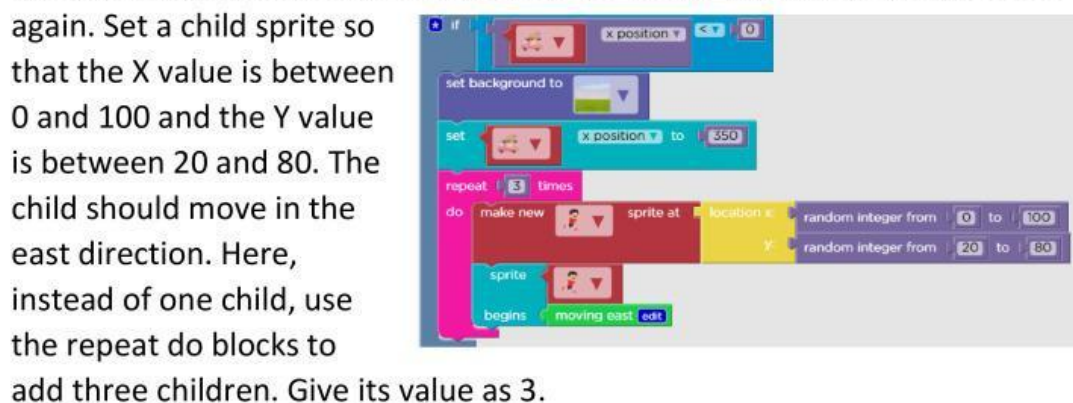 again. Set a child sprite so
that the X value is between
0 and 100 and the Y value
is between 20 and 80. The
child should move in the
east direction. Here,
instead of one child, use
the repeat do blocks to
add three children. Give its value as 3.
if x position < 0
set background to
set x position to 350
repeat 3 times
do make new sprite at location x: random integer from 0 to 100
y: random integer from 20 to 80
sprite
begins moving east edit